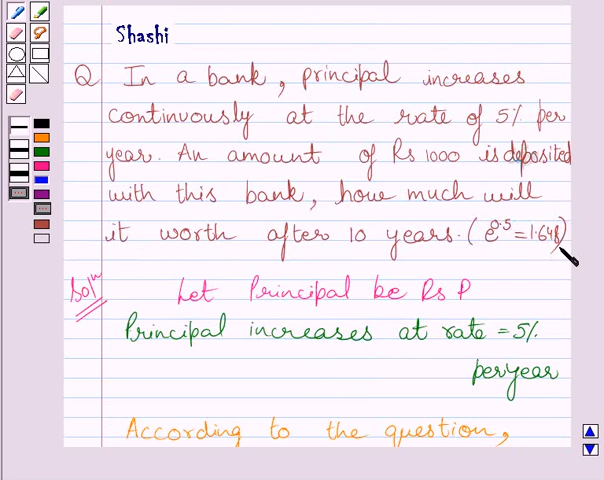 Shashi
Q In a bank, principal increases
continuously at the rate of 5% per
year. An amount of Rs 1000 is deposited
with this bank, how much will
it worth after 10 years. (e^0.5 = 1.648)
Solⁿ Let Principal be Rs P
Principal increases at rate = 5%
per year
According to the question,